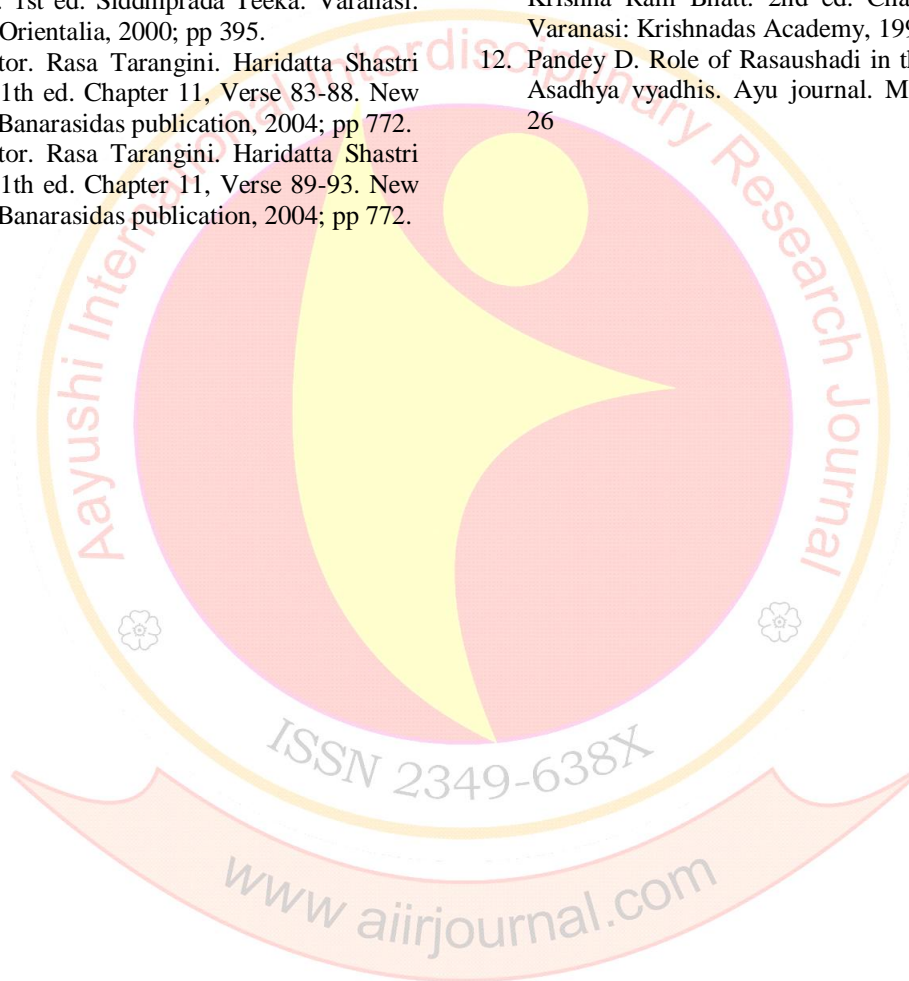 1st ed. Siddhiprada Teeka. Varanasi:
Orientalia, 2000; pp 395.
tor. Rasa Tarangini. Haridatta Shastri
1th ed. Chapter 11, Verse 83-88. New
Banarasidas publication, 2004; pp 772.
tor. Rasa Tarangini. Haridatta Shastri
1th ed. Chapter 11, Verse 89-93. New
Banarasidas publication, 2004; pp 772.
Krishna Ram Bhatt. 2nd ed. Cha
Varanasi: Krishnadas Academy, 199
12. Pandey D. Role of Rasaushadi in th
Asadhya vyadhis. Ayu journal. M
26
Aayushi International Interdisciplinary Research Journal
ISSN 2349-638X
www aiirjournal.com